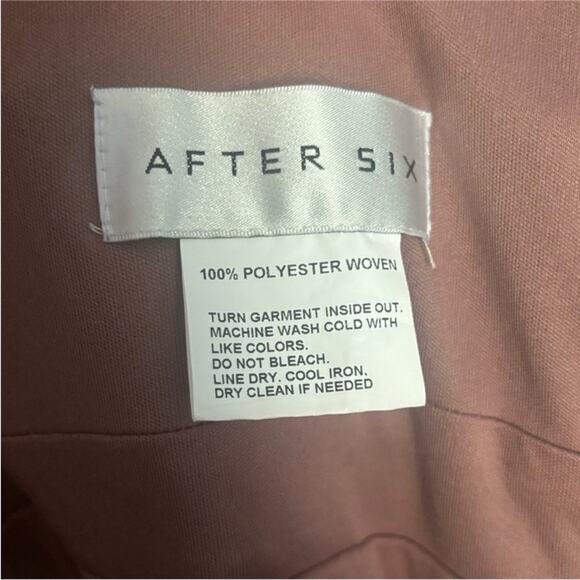 AFTER SIX
100% POLYESTER WOVEN
TURN GARMENT INSIDE OUT.
MACHINE WASH COLD WITH
LIKE COLORS.
DO NOT BLEACH.
LINE DRY. COOL IRON.
DRY CLEAN IF NEEDED